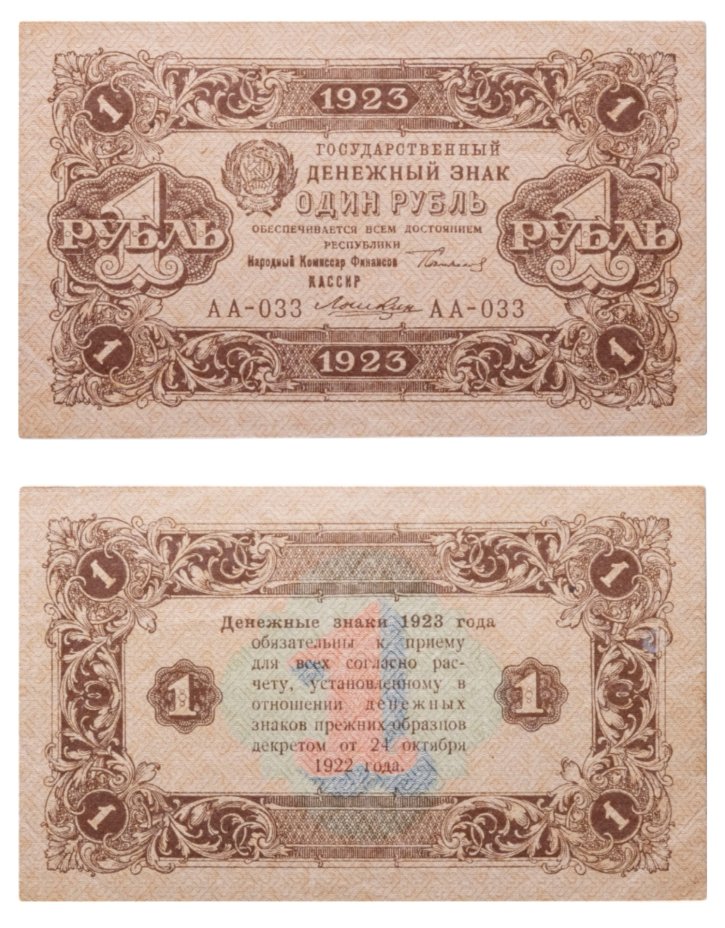 1 1923 1
ГОСУДАРСТВЕННЫЙ
ДЕНЕЖНЫЙ ЗНАК
ОДИН РУБЛЬ
ОБЕСПЕЧИВАЕТСЯ ВСЕМ ДОСТОЯНИЕМ
РЕСПУБЛИКИ
1 РУБЛЬ
1 РУБЛЬ
Народный Комиссар Финансов
КАССИР
АА-033 АА-033
1 1923 1
1 1
Денежные знаки 1923 года
обязательны к приему
для всех согласно рас-
чету, установленному в
отношении денежных
знаков прежних образцов
декретом от 24 октября
1922 года.
1 1
1 1